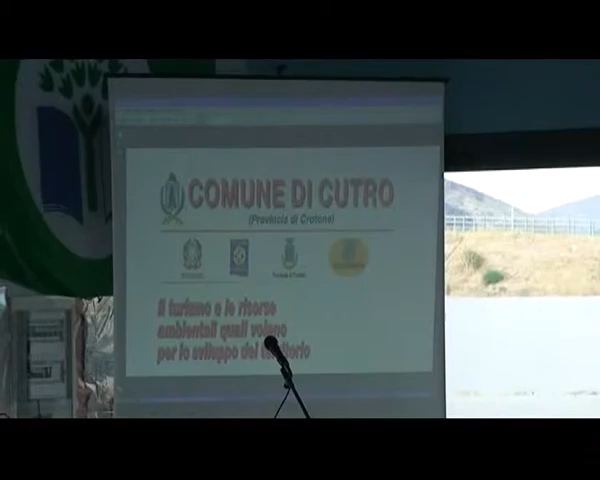 COMUNE DI CUTRO
(Provincia di Crotone)
Il turismo e le risorse
ambientali quali volano
per lo sviluppo del territorio